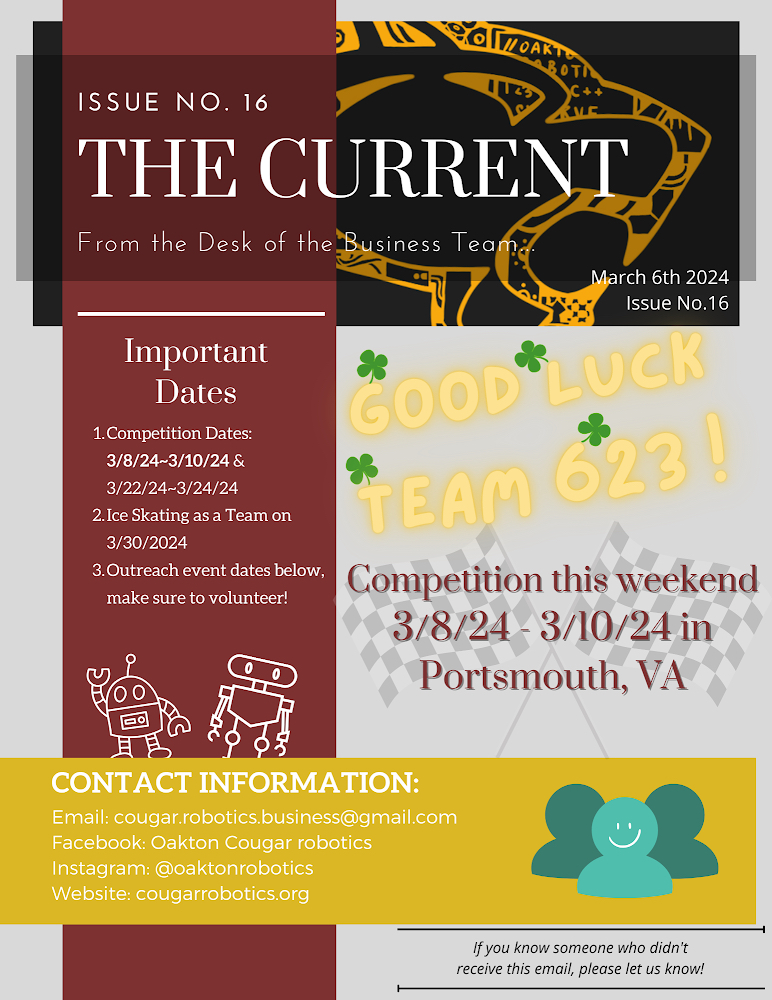 OAKT
ROBOTI
1123
C++
ISSUE NO. 16
THE CURRENT
From the Desk of the Business Team...
March 6th 2024
Issue No.16
Important
Dates
1. Competition Dates:
3/8/24~3/10/24 &
3/22/24~3/24/24
2. Ice Skating as a Team on
3/30/2024
3. Outreach event dates below,
make sure to volunteer!
GOOD LUCK
TEAM 623!
Competition this weekend
3/8/24 - 3/10/24 in
Portsmouth, VA
CONTACT INFORMATION:
Email: cougar.robotics.business@gmail.com
Facebook: Oakton Cougar robotics
Instagram: @oaktonrobotics
Website: cougarrobotics.org
If you know someone who didn't
receive this email, please let us know!